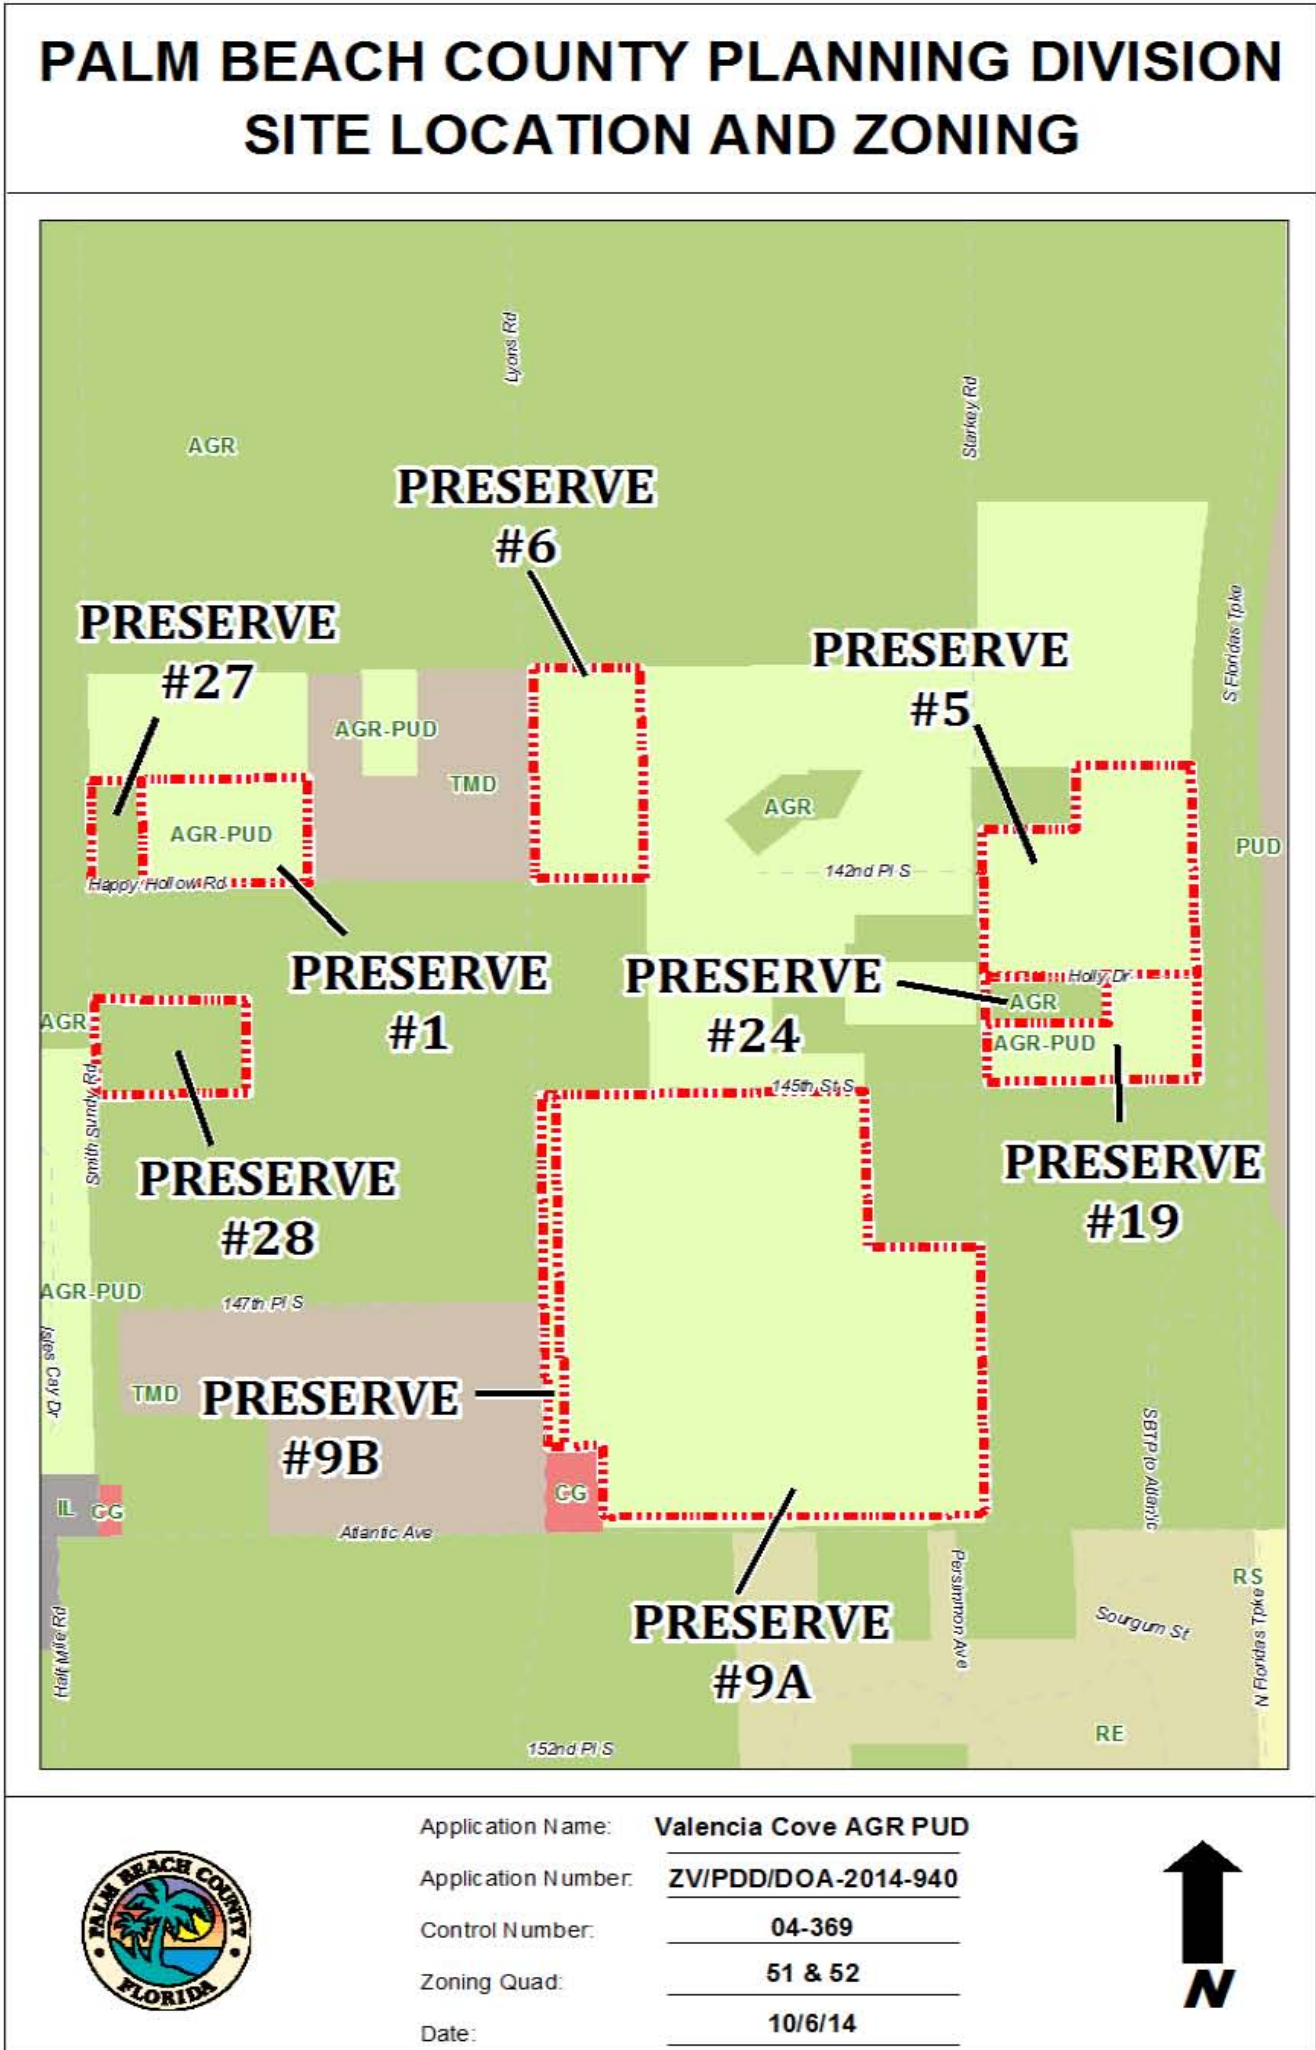 PALM BEACH COUNTY PLANNING DIVISION
SITE LOCATION AND ZONING
Lyons Rd
Starkey Rd
AGR
PRESERVE
#6
S Floridas Tpke
PRESERVE
#27
PRESERVE
#5
AGR-PUD
TMD
AGR
AGR-PUD
PUD
142nd Pl S
Happy Hollow Rd
PRESERVE
#1
PRESERVE
#24
Holly Dr
AGR
AGR
AGR-PUD
145th St S
Smith Sundy Rd
PRESERVE
#28
PRESERVE
#19
AGR-PUD
147th Pl S
Isles Cay Dr
TMD
PRESERVE
#9B
SBTP to Atlantic
IL
CG
CG
Atlantic Ave
PRESERVE
#9A
Persimmon Ave
Sourgum St
RS
Half Mile Rd
N Floridas Tpke
RE
152nd Pl S
PALM BEACH COUNTY
FLORIDA
Application Name: Valencia Cove AGR PUD
Application Number: ZV/PDD/DOA-2014-940
Control Number: 04-369
Zoning Quad: 51 & 52
Date: 10/6/14
N